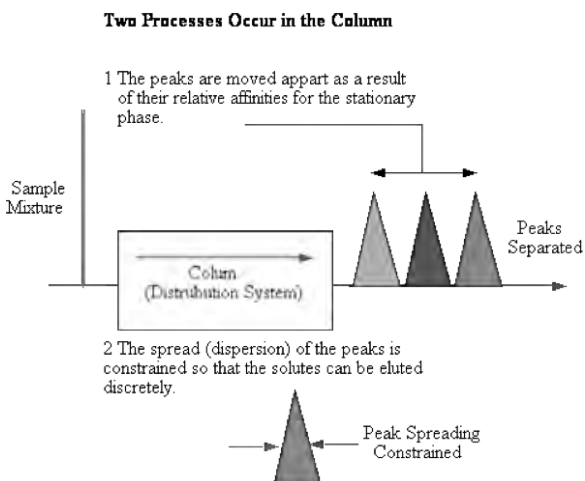 Two Processes Occur in the Column
1 The peaks are moved appart as a result
of their relative affinities for the stationary
phase.
Sample
Mixture
Peaks
Separated
Colum
(Distrubution System)
2 The spread (dispersion) of the peaks is
constrained so that the solutes can be eluted
discretely.
Peak Spreading
Constrained